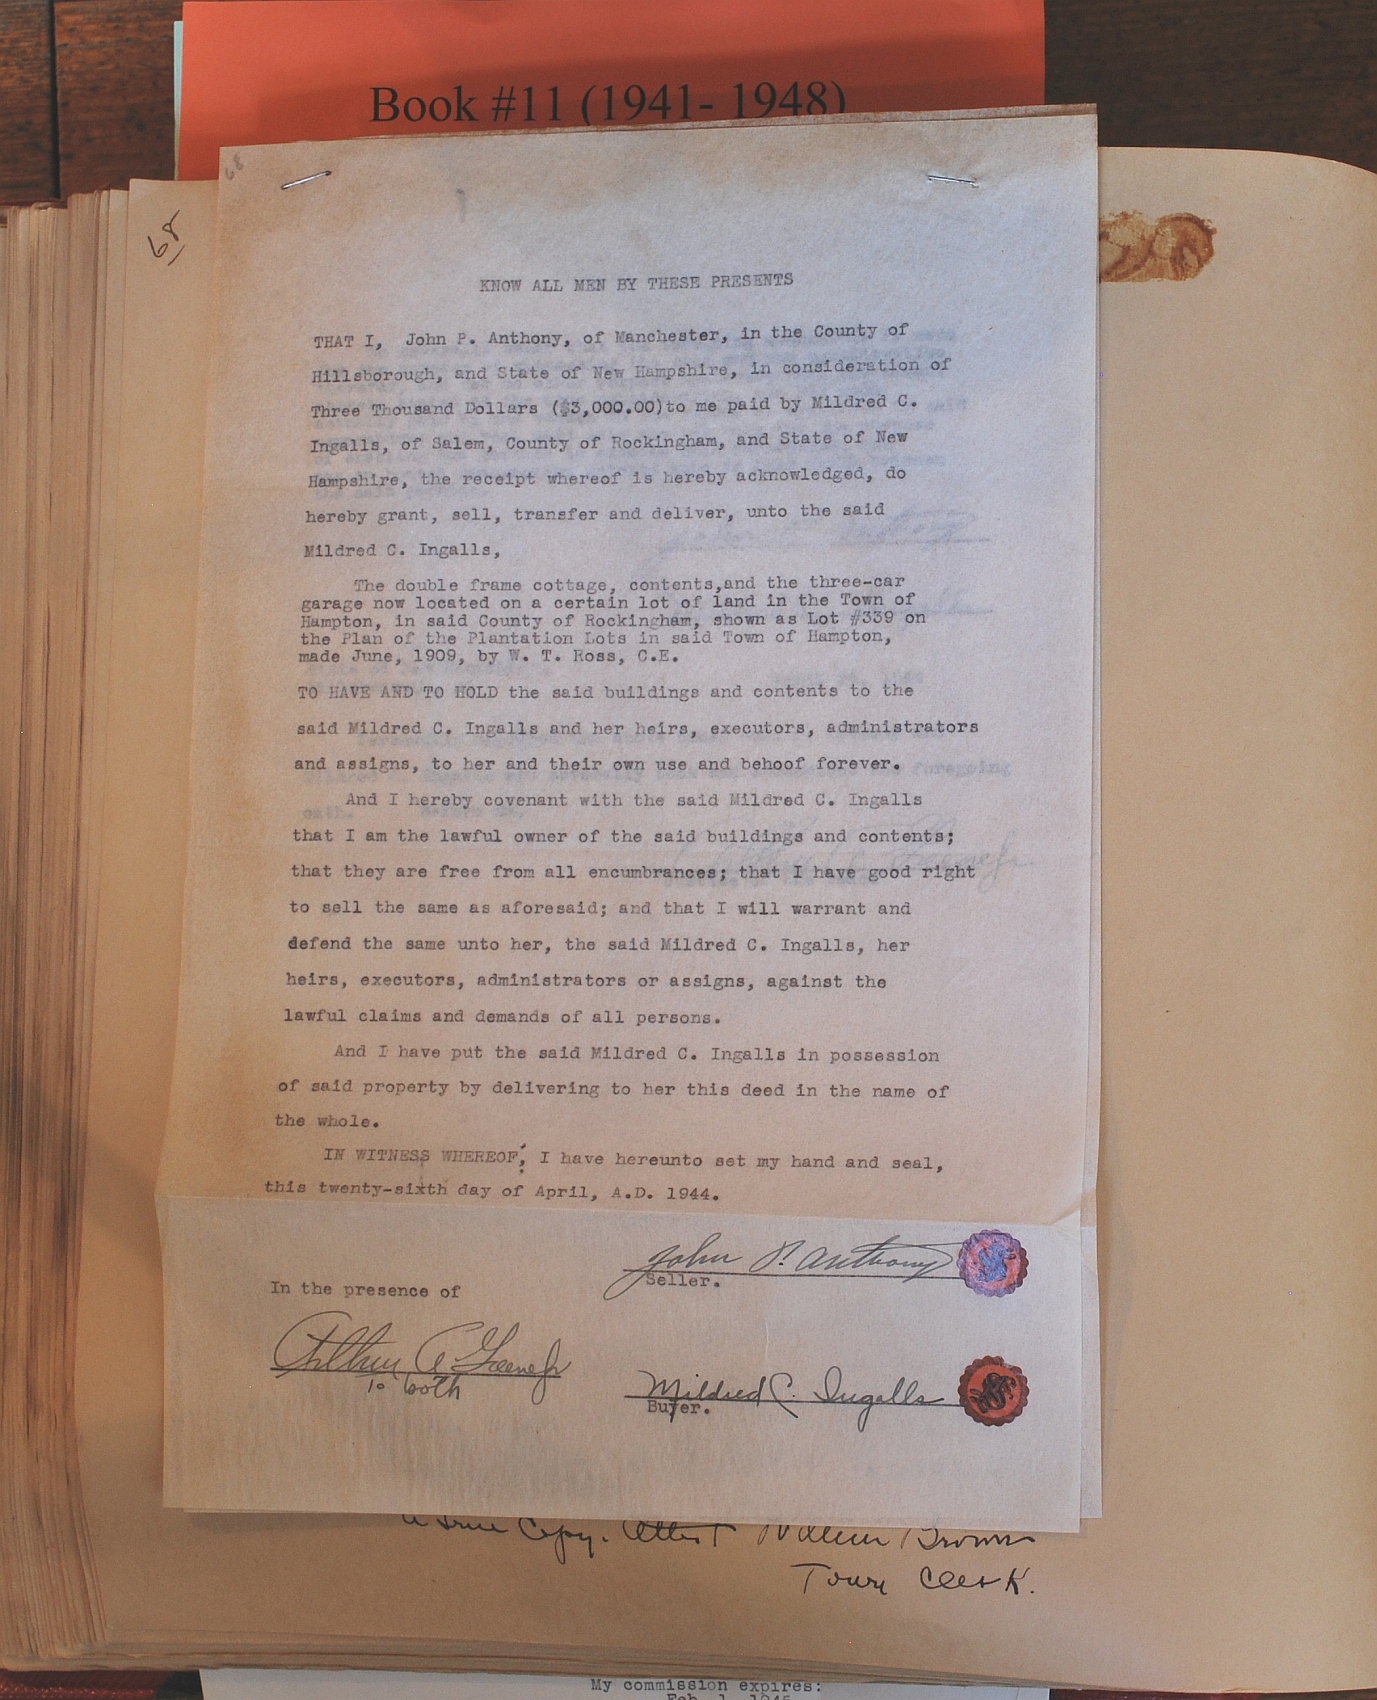 Book #11 (1941- 1948)
68
68
KNOW ALL MEN BY THESE PRESENTS
THAT I, John P. Anthony, of Manchester, in the County of
Hillsborough, and State of New Hampshire, in consideration of
Three Thousand Dollars ($3,000.00)to me paid by Mildred C.
Ingalls, of Salem, County of Rockingham, and State of New
Hampshire, the receipt whereof is hereby acknowledged, do
hereby grant, sell, transfer and deliver, unto the said
Mildred C. Ingalls,
The double frame cottage, contents,and the three-car
garage now located on a certain lot of land in the Town of
Hampton, in said County of Rockingham, shown as Lot #339 on
the Plan of the Plantation Lots in said Town of Hampton,
made June, 1909, by W. T. Ross, C.E.
TO HAVE AND TO HOLD the said buildings and contents to the
said Mildred C. Ingalls and her heirs, executors, administrators
and assigns, to her and their own use and behoof forever.
And I hereby covenant with the said Mildred C. Ingalls
that I am the lawful owner of the said buildings and contents;
that they are free from all encumbrances; that I have good right
to sell the same as aforesaid; and that I will warrant and
defend the same unto her, the said Mildred C. Ingalls, her
heirs, executors, administrators or assigns, against the
lawful claims and demands of all persons.
And I have put the said Mildred C. Ingalls in possession
of said property by delivering to her this deed in the name of
the whole.
IN WITNESS WHEREOF, I have hereunto set my hand and seal,
this twenty-sixth day of April, A.D. 1944.
John P. Anthony
Seller.
In the presence of
Arthur A. Greene Jr
to both
Mildred C. Ingalls
Buyer.
A True Copy. Attest William Brown
Town Clerk.
My commission expires:
Feb. 1, 1945